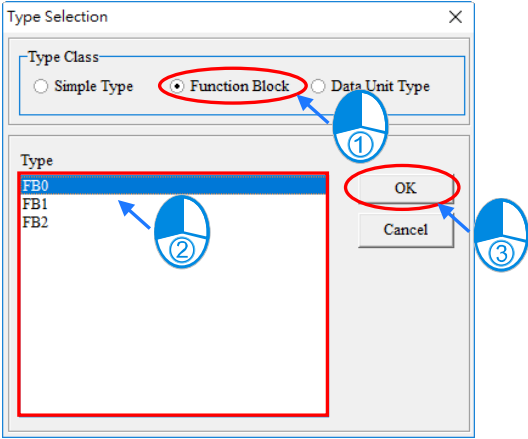 Type Selection
Type Class
Simple Type Function Block Data Unit Type
①
Type
FB0
FB1
FB2
②
OK
Cancel
③